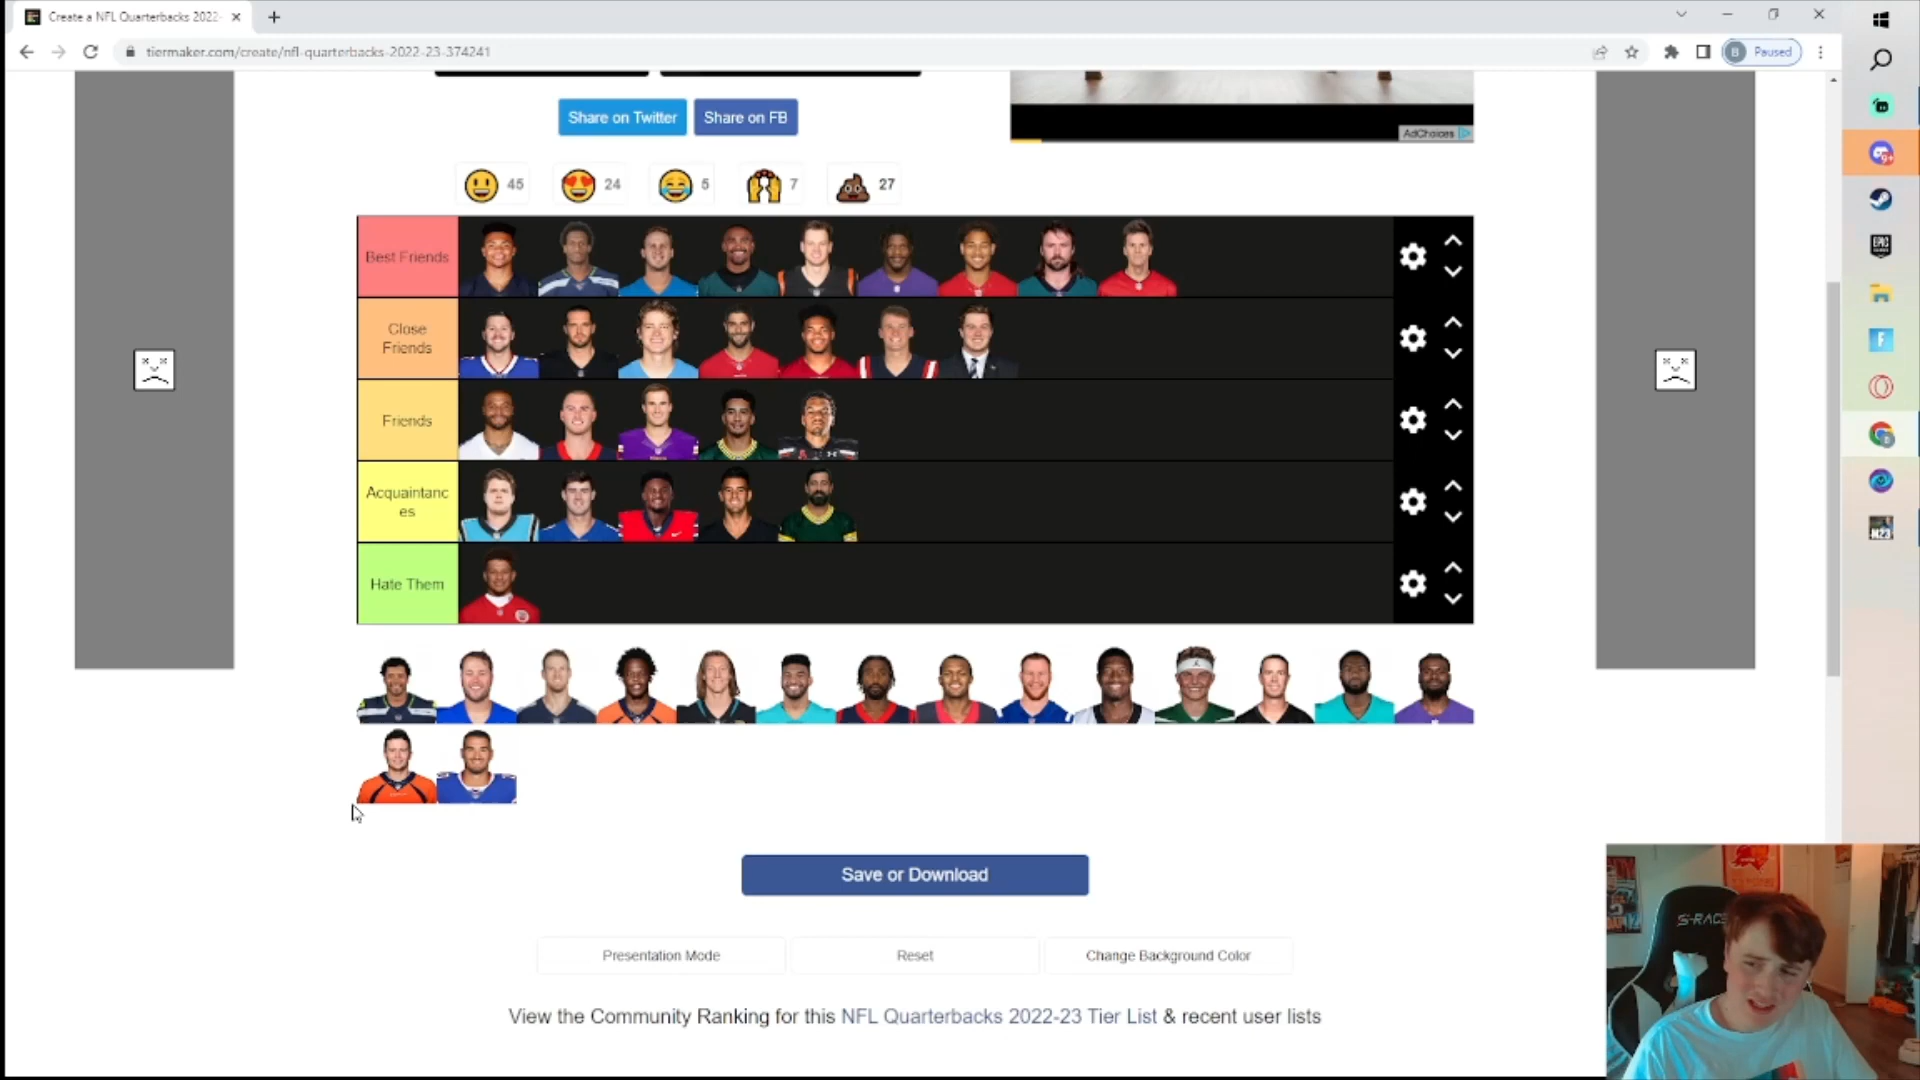 Create a NFL Quarterbacks 2022-
tiermaker.com/create/nfl-quarterbacks-2022-23-374241
B Paused
Share on Twitter
Share on FB
AdChoices
45
24
5
7
27
Best Friends
Close
Friends
Friends
Acquaintanc
es
Hate Them
Save or Download
Presentation Mode
Reset
Change Background Color
View the Community Ranking for this NFL Quarterbacks 2022-23 Tier List & recent user lists
9+
EPIC
S-RACE